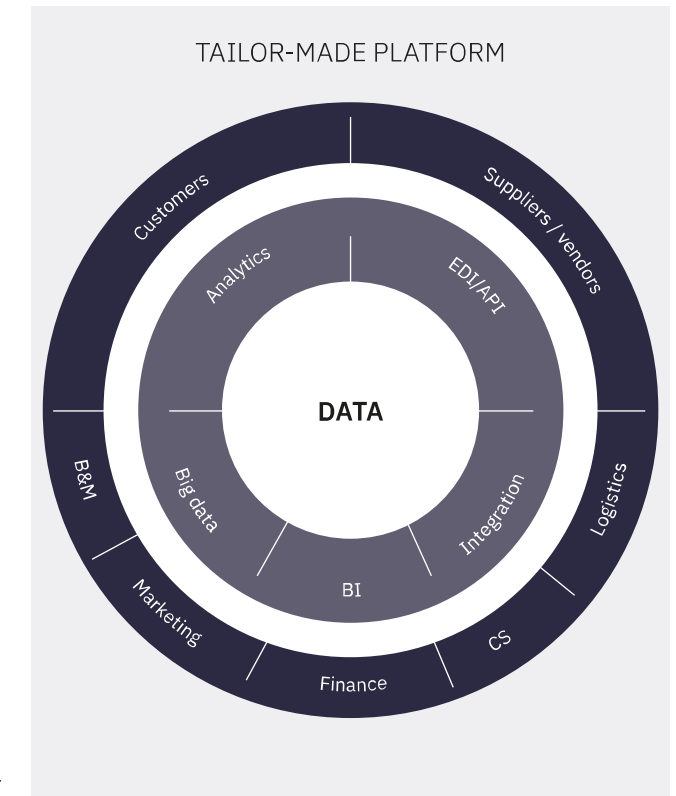 TAILOR-MADE PLATFORM
Customers
Suppliers / vendors
Analytics
EDI/API
DATA
B&M
Big data
Integration
Logistics
BI
Marketing
CS
Finance